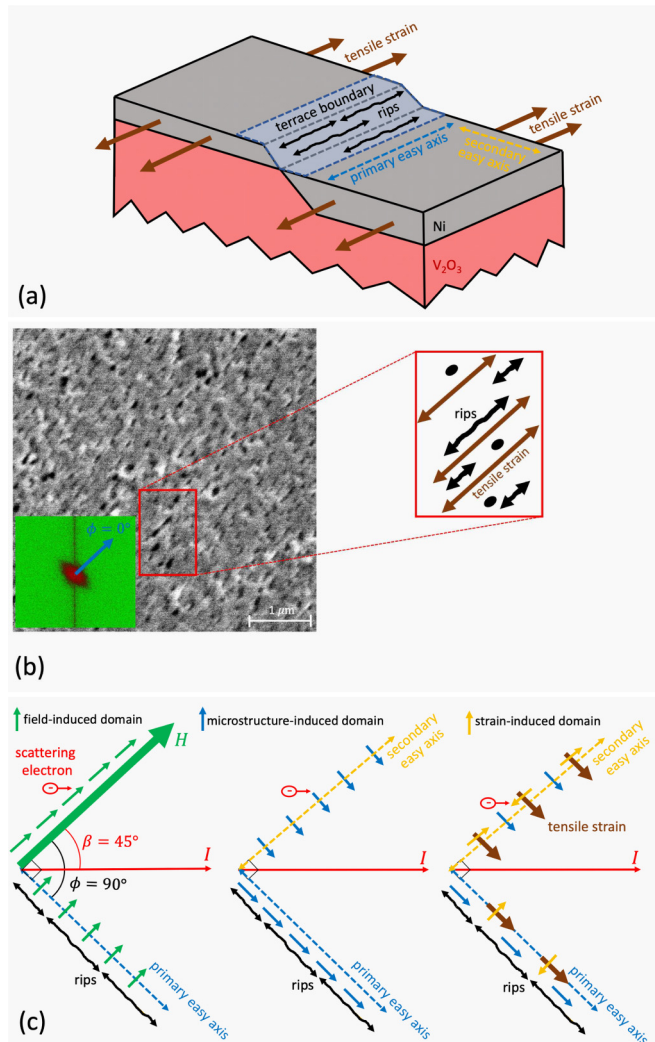 tensile strain
terrace boundary
rips
tensile strain
primary easy axis
secondary
easy axis
Ni
V₂O₃
(a)
rips
tensile strain
ϕ = 0°
1 μm
(b)
field-induced domain
microstructure-induced domain
strain-induced domain
scattering
electron
-
H
β = 45°
I
ϕ = 90°
rips
primary
easy axis
-
secondary
easy axis
I
rips
primary
easy axis
-
secondary
easy axis
tensile strain
I
rips
primary
easy axis
(c)